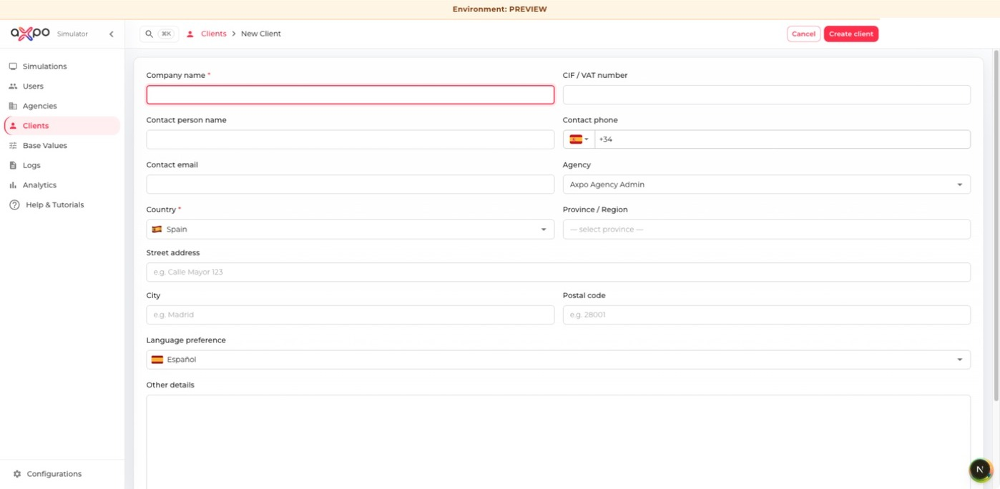 Environment: PREVIEW
axpo Simulator
⌘K
Clients > New Client
Cancel
Create client
Simulations
Users
Agencies
Clients
Base Values
Logs
Analytics
Help & Tutorials
Configurations
Company name *
CIF / VAT number
Contact person name
Contact phone
+34
Contact email
Agency
Axpo Agency Admin
Country *
Spain
Province / Region
— select province —
Street address
e.g. Calle Mayor 123
City
e.g. Madrid
Postal code
e.g. 28001
Language preference
Español
Other details
N